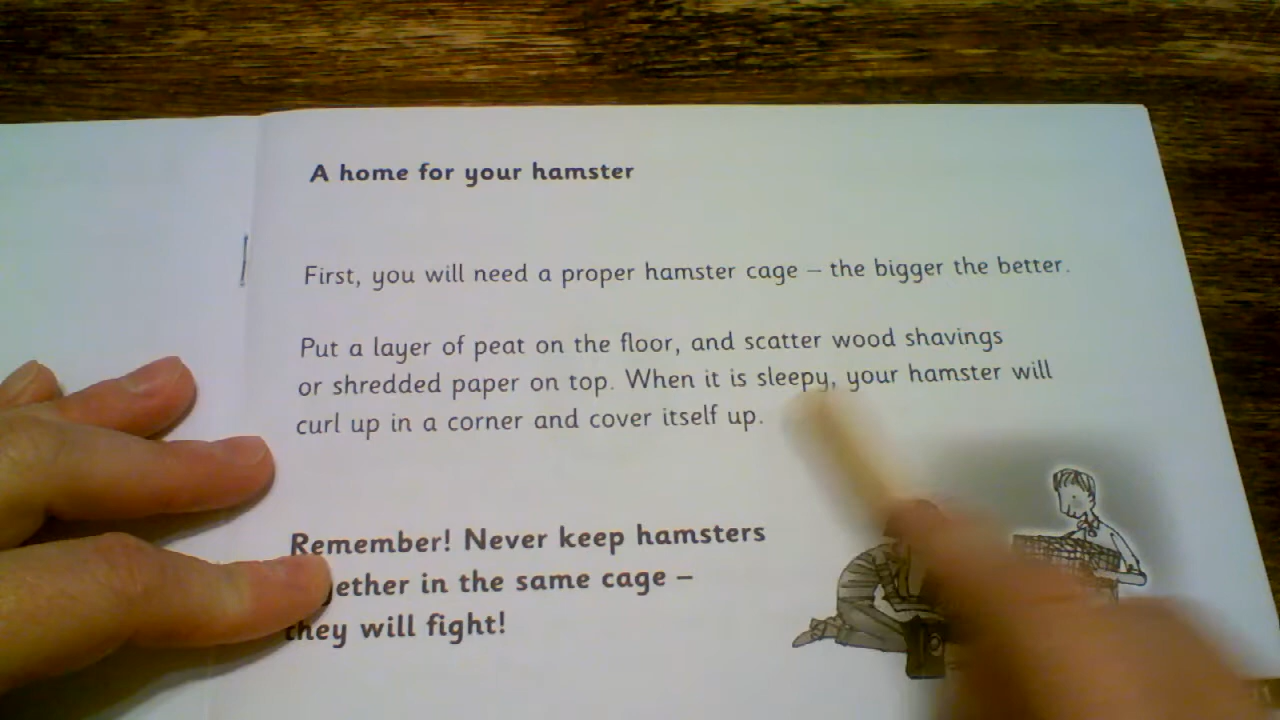 A home for your hamster
First, you will need a proper hamster cage – the bigger the better.
Put a layer of peat on the floor, and scatter wood shavings
or shredded paper on top. When it is sleepy, your hamster will
curl up in a corner and cover itself up.
Remember! Never keep hamsters
gether in the same cage –
they will fight!